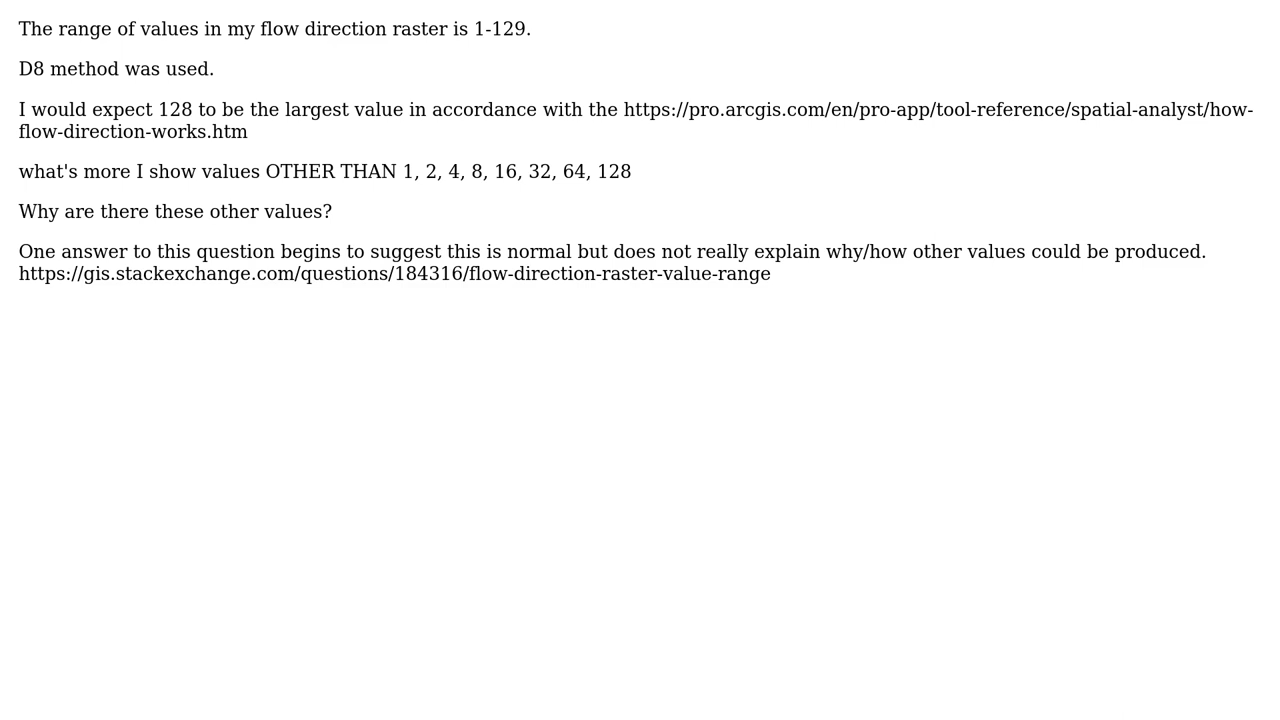 The range of values in my flow direction raster is 1-129.
D8 method was used.
I would expect 128 to be the largest value in accordance with the https://pro.arcgis.com/en/pro-app/tool-reference/spatial-analyst/how-
flow-direction-works.htm
what's more I show values OTHER THAN 1, 2, 4, 8, 16, 32, 64, 128
Why are there these other values?
One answer to this question begins to suggest this is normal but does not really explain why/how other values could be produced.
https://gis.stackexchange.com/questions/184316/flow-direction-raster-value-range